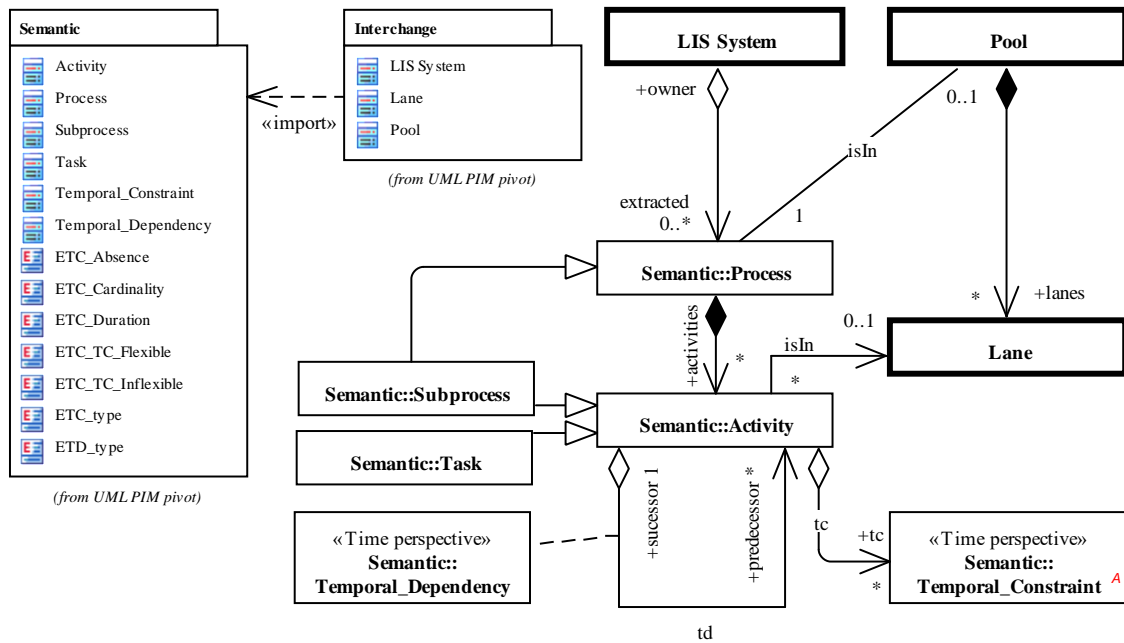 Semantic
Activity
Process
Subprocess
Task
Temporal_Constraint
Temporal_Dependency
ETC_Absence
ETC_Cardinality
ETC_Duration
ETC_TC_Flexible
ETC_TC_Inflexible
ETC_type
ETD_type
(from UML PIM pivot)
«import»
Interchange
LIS System
Lane
Pool
(from UML PIM pivot)
LIS System
Pool
+owner
0..1
isIn
extracted
0..*
1
Semantic::Process
*
+lanes
+activities
*
0..1
isIn
*
Lane
Semantic::Subprocess
Semantic::Activity
Semantic::Task
+sucessor 1
+predecessor *
tc
+tc
*
td
«Time perspective»
Semantic::
Temporal_Dependency
«Time perspective»
Semantic::
Temporal_Constraint
A